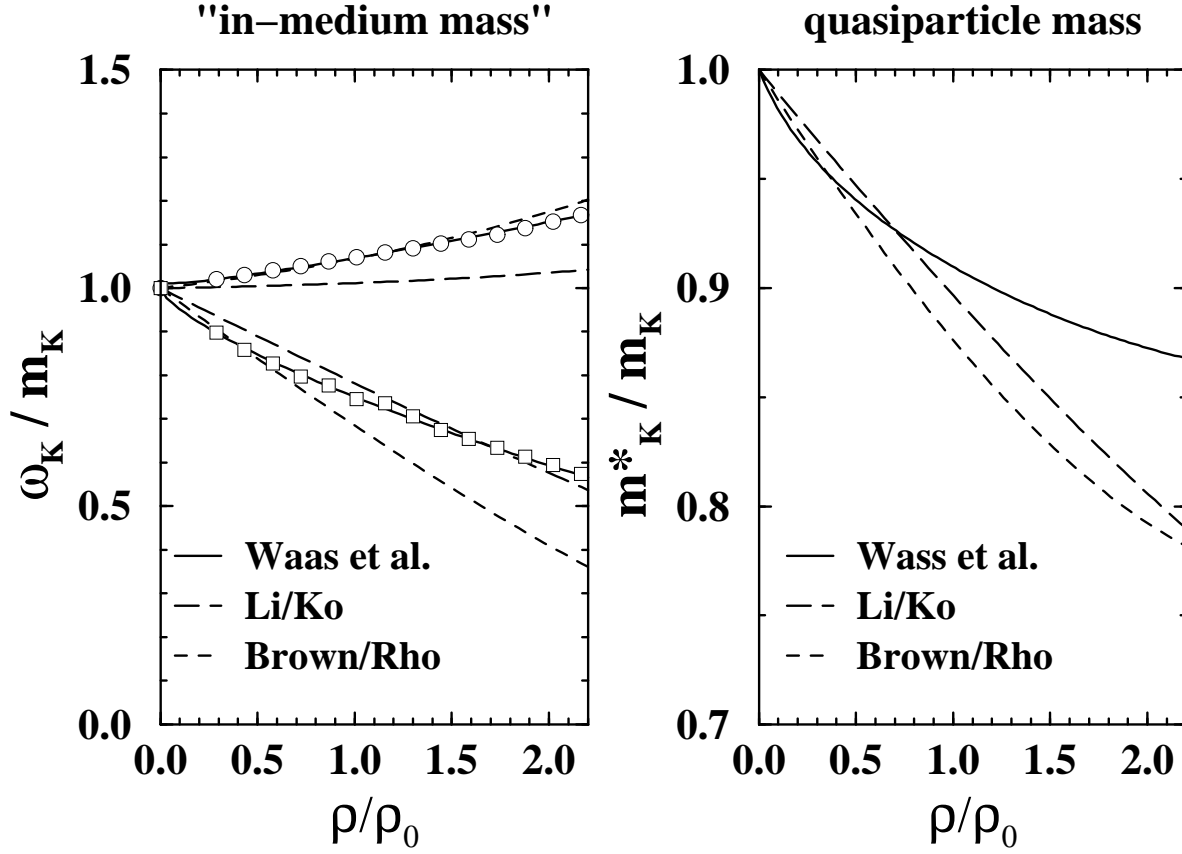 "in-medium mass"
1.5
1.0
0.5
0.0
ω_K / m_K
Waas et al.
Li/Ko
Brown/Rho
0.0 0.5 1.0 1.5 2.0
ρ/ρ₀
quasiparticle mass
1.0
0.9
0.8
0.7
m*_K / m_K
Wass et al.
Li/Ko
Brown/Rho
0.0 0.5 1.0 1.5 2.0
ρ/ρ₀